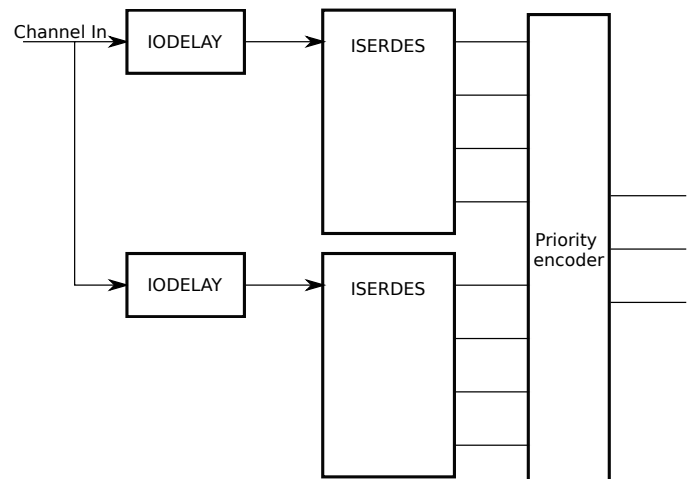 Channel In
IODELAY
ISERDES
Priority
encoder
IODELAY
ISERDES